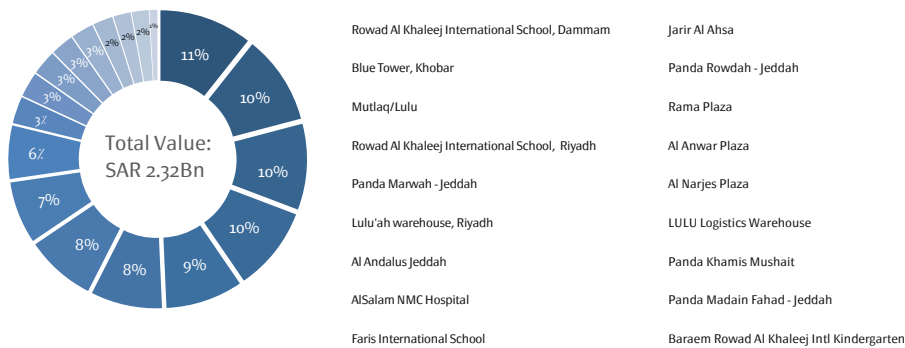 11%
10%
10%
10%
9%
8%
8%
7%
6%
3%
3%
3%
3%
3%
2%
2%
2%
1%
Total Value:
SAR 2.32Bn
Rowad Al Khaleej International School, Dammam
Blue Tower, Khobar
Mutlaq/Lulu
Rowad Al Khaleej International School, Riyadh
Panda Marwah - Jeddah
Lulu'ah warehouse, Riyadh
Al Andalus Jeddah
AlSalam NMC Hospital
Faris International School
Jarir Al Ahsa
Panda Rowdah - Jeddah
Rama Plaza
Al Anwar Plaza
Al Narjes Plaza
LULU Logistics Warehouse
Panda Khamis Mushait
Panda Madain Fahad - Jeddah
Baraem Rowad Al Khaleej Intl Kindergarten